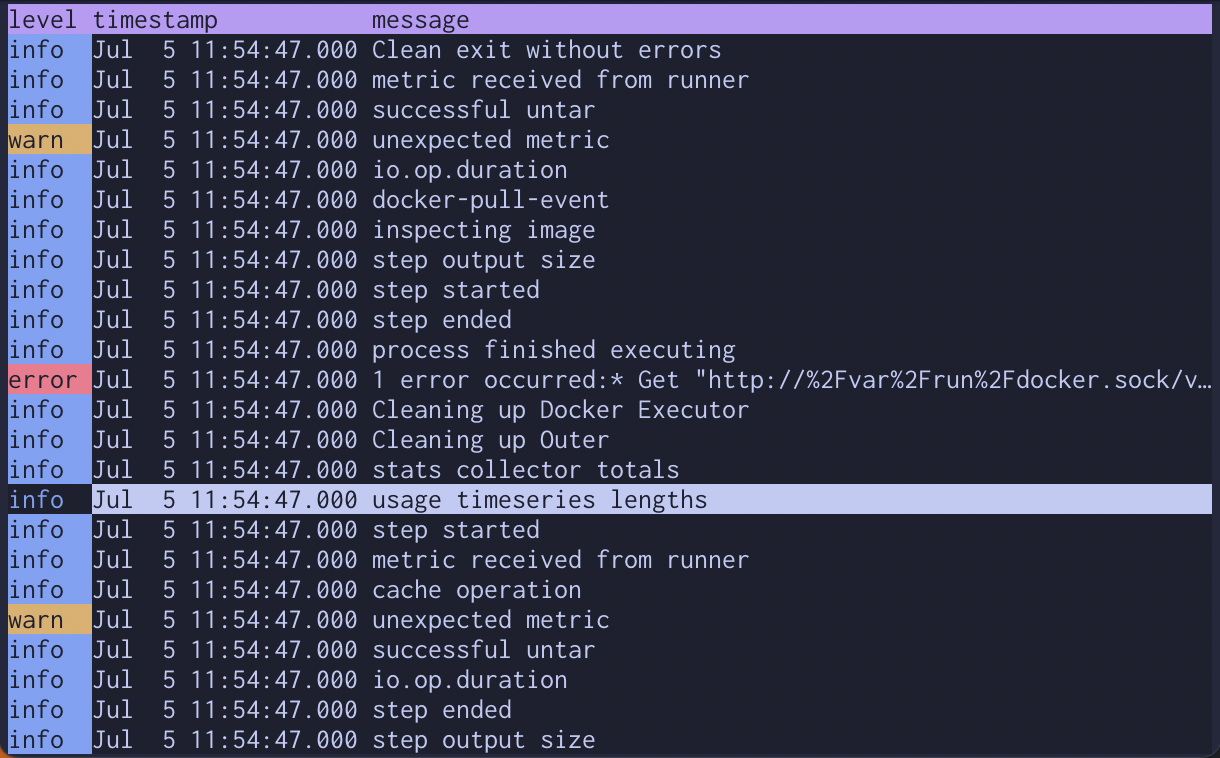 level timestamp message
info Jul 5 11:54:47.000 Clean exit without errors
info Jul 5 11:54:47.000 metric received from runner
info Jul 5 11:54:47.000 successful untar
warn Jul 5 11:54:47.000 unexpected metric
info Jul 5 11:54:47.000 io.op.duration
info Jul 5 11:54:47.000 docker-pull-event
info Jul 5 11:54:47.000 inspecting image
info Jul 5 11:54:47.000 step output size
info Jul 5 11:54:47.000 step started
info Jul 5 11:54:47.000 step ended
info Jul 5 11:54:47.000 process finished executing
error Jul 5 11:54:47.000 1 error occurred:* Get "http://%2Fvar%2Frun%2Fdocker.sock/v…
info Jul 5 11:54:47.000 Cleaning up Docker Executor
info Jul 5 11:54:47.000 Cleaning up Outer
info Jul 5 11:54:47.000 stats collector totals
info Jul 5 11:54:47.000 usage timeseries lengths
info Jul 5 11:54:47.000 step started
info Jul 5 11:54:47.000 metric received from runner
info Jul 5 11:54:47.000 cache operation
warn Jul 5 11:54:47.000 unexpected metric
info Jul 5 11:54:47.000 successful untar
info Jul 5 11:54:47.000 io.op.duration
info Jul 5 11:54:47.000 step ended
info Jul 5 11:54:47.000 step output size